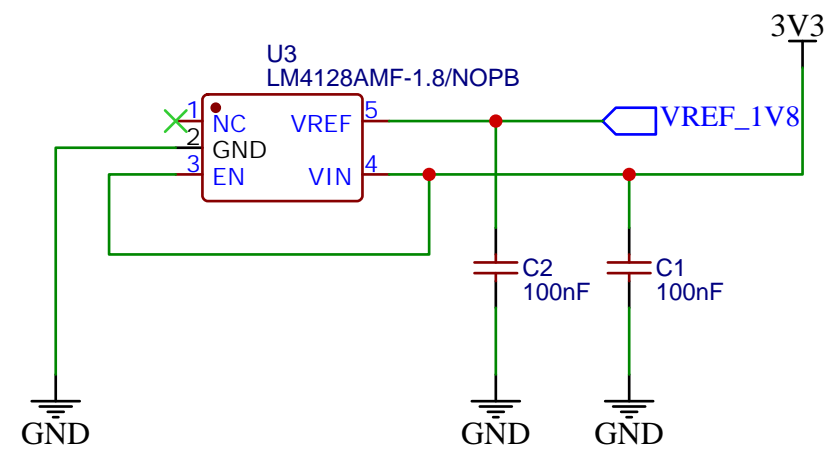 3V3
U3
LM4128AMF-1.8/NOPB
1 NC VREF 5
VREF_1V8
2 GND
3 EN VIN 4
C2
100nF
C1
100nF
GND
GND
GND